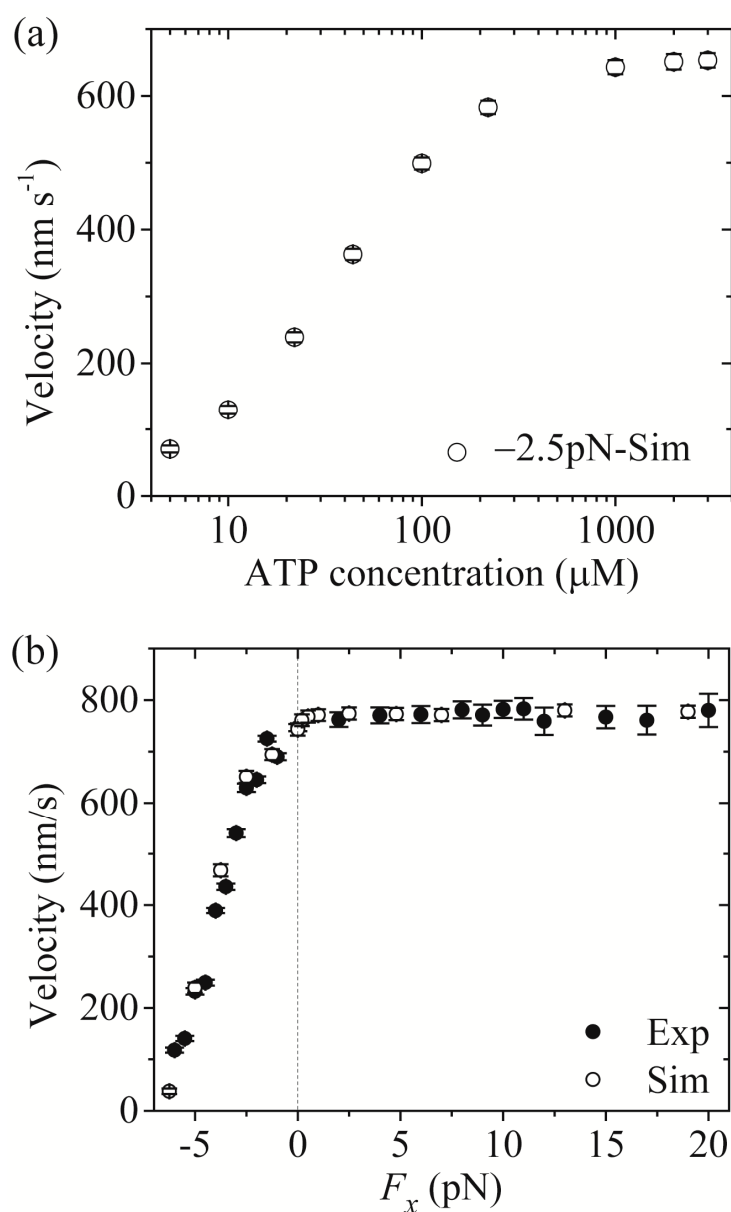 (a)
600
400
200
0
Velocity (nm s⁻¹)
−2.5pN-Sim
10
100
1000
ATP concentration (μM)
(b)
800
600
400
200
0
Velocity (nm/s)
Exp
Sim
-5
0
5
10
15
20
Fₓ (pN)